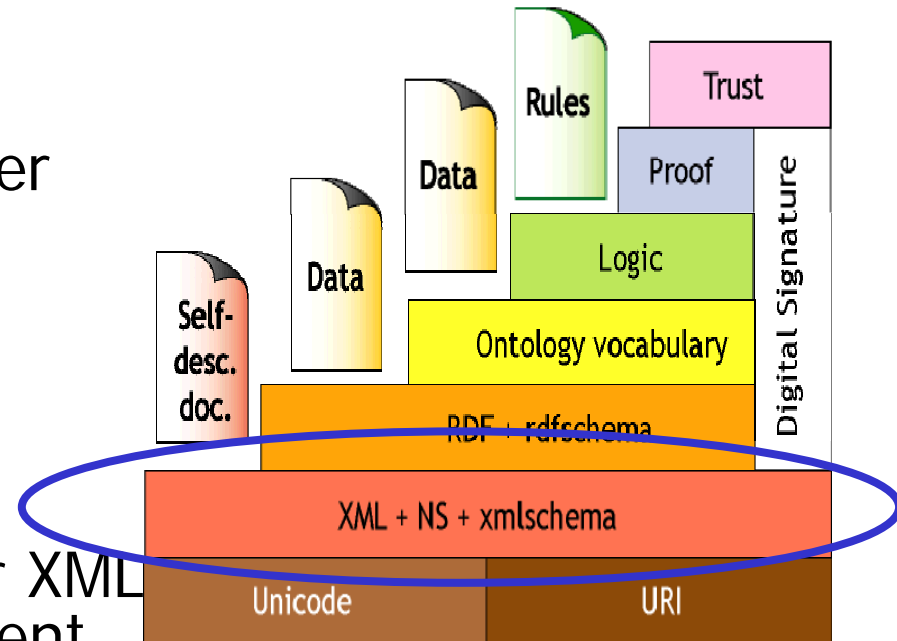 Rules
Trust
er
Data
Proof
Digital Signature
Data
Logic
Self-
desc.
doc.
Ontology vocabulary
RDF + rdfschema
XML + NS + xmlschema
r XML
Unicode
URI
ent